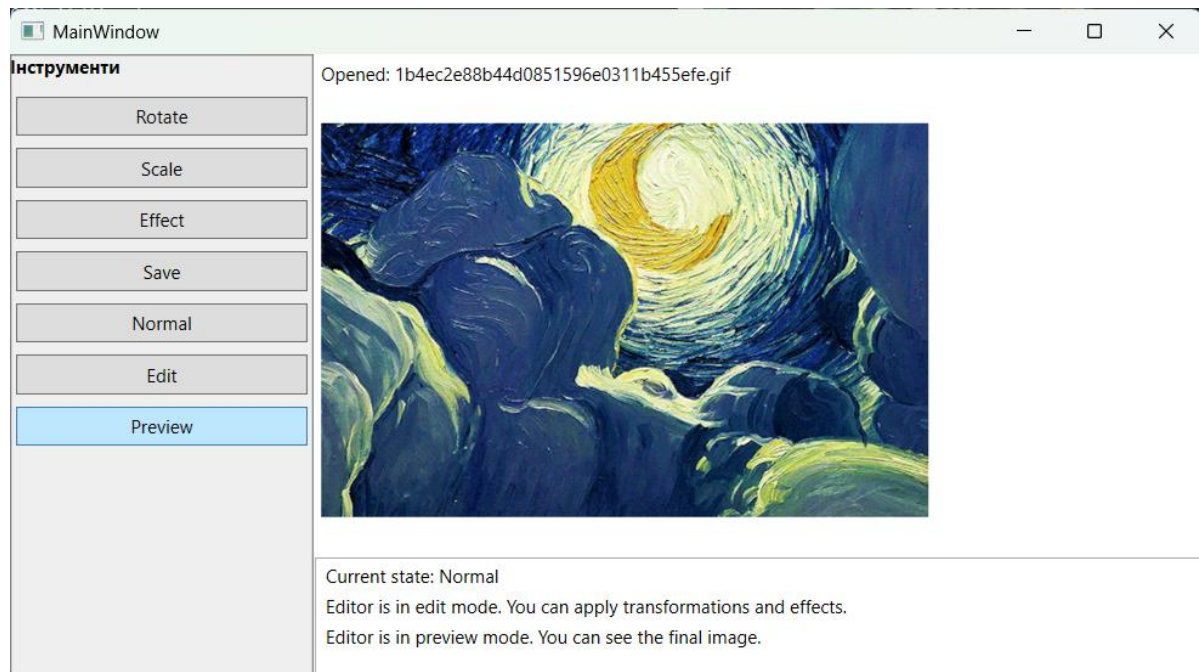 MainWindow
Інструменти
Rotate
Scale
Effect
Save
Normal
Edit
Preview
Opened: 1b4ec2e88b44d0851596e0311b455efe.gif
Current state: Normal
Editor is in edit mode. You can apply transformations and effects.
Editor is in preview mode. You can see the final image.